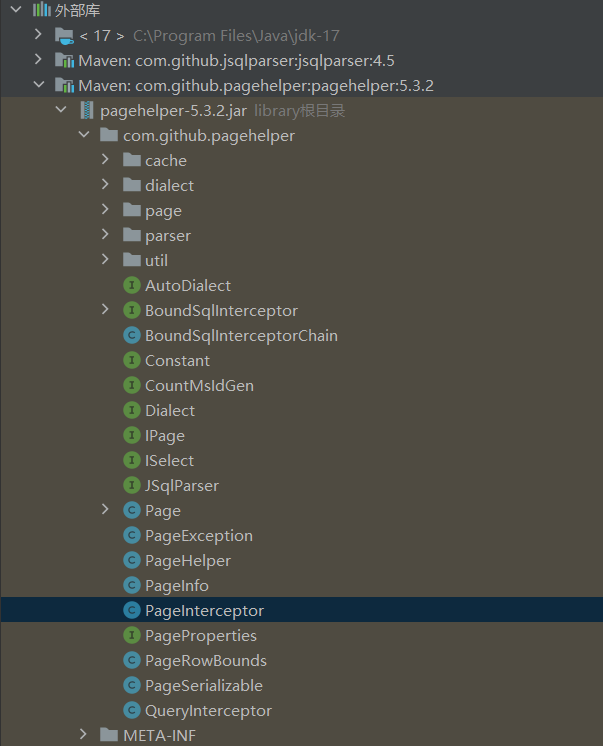 外部库
< 17 > C:\Program Files\Java\jdk-17
Maven: com.github.jsqlparser:jsqlparser:4.5
Maven: com.github.pagehelper:pagehelper:5.3.2
pagehelper-5.3.2.jar library根目录
com.github.pagehelper
cache
dialect
page
parser
util
I AutoDialect
I BoundSqlInterceptor
C BoundSqlInterceptorChain
I Constant
I CountMsIdGen
I Dialect
I IPage
I ISelect
I JSqlParser
C Page
C PageException
C PageHelper
C PageInfo
C PageInterceptor
I PageProperties
C PageRowBounds
C PageSerializable
C QueryInterceptor
META-INF